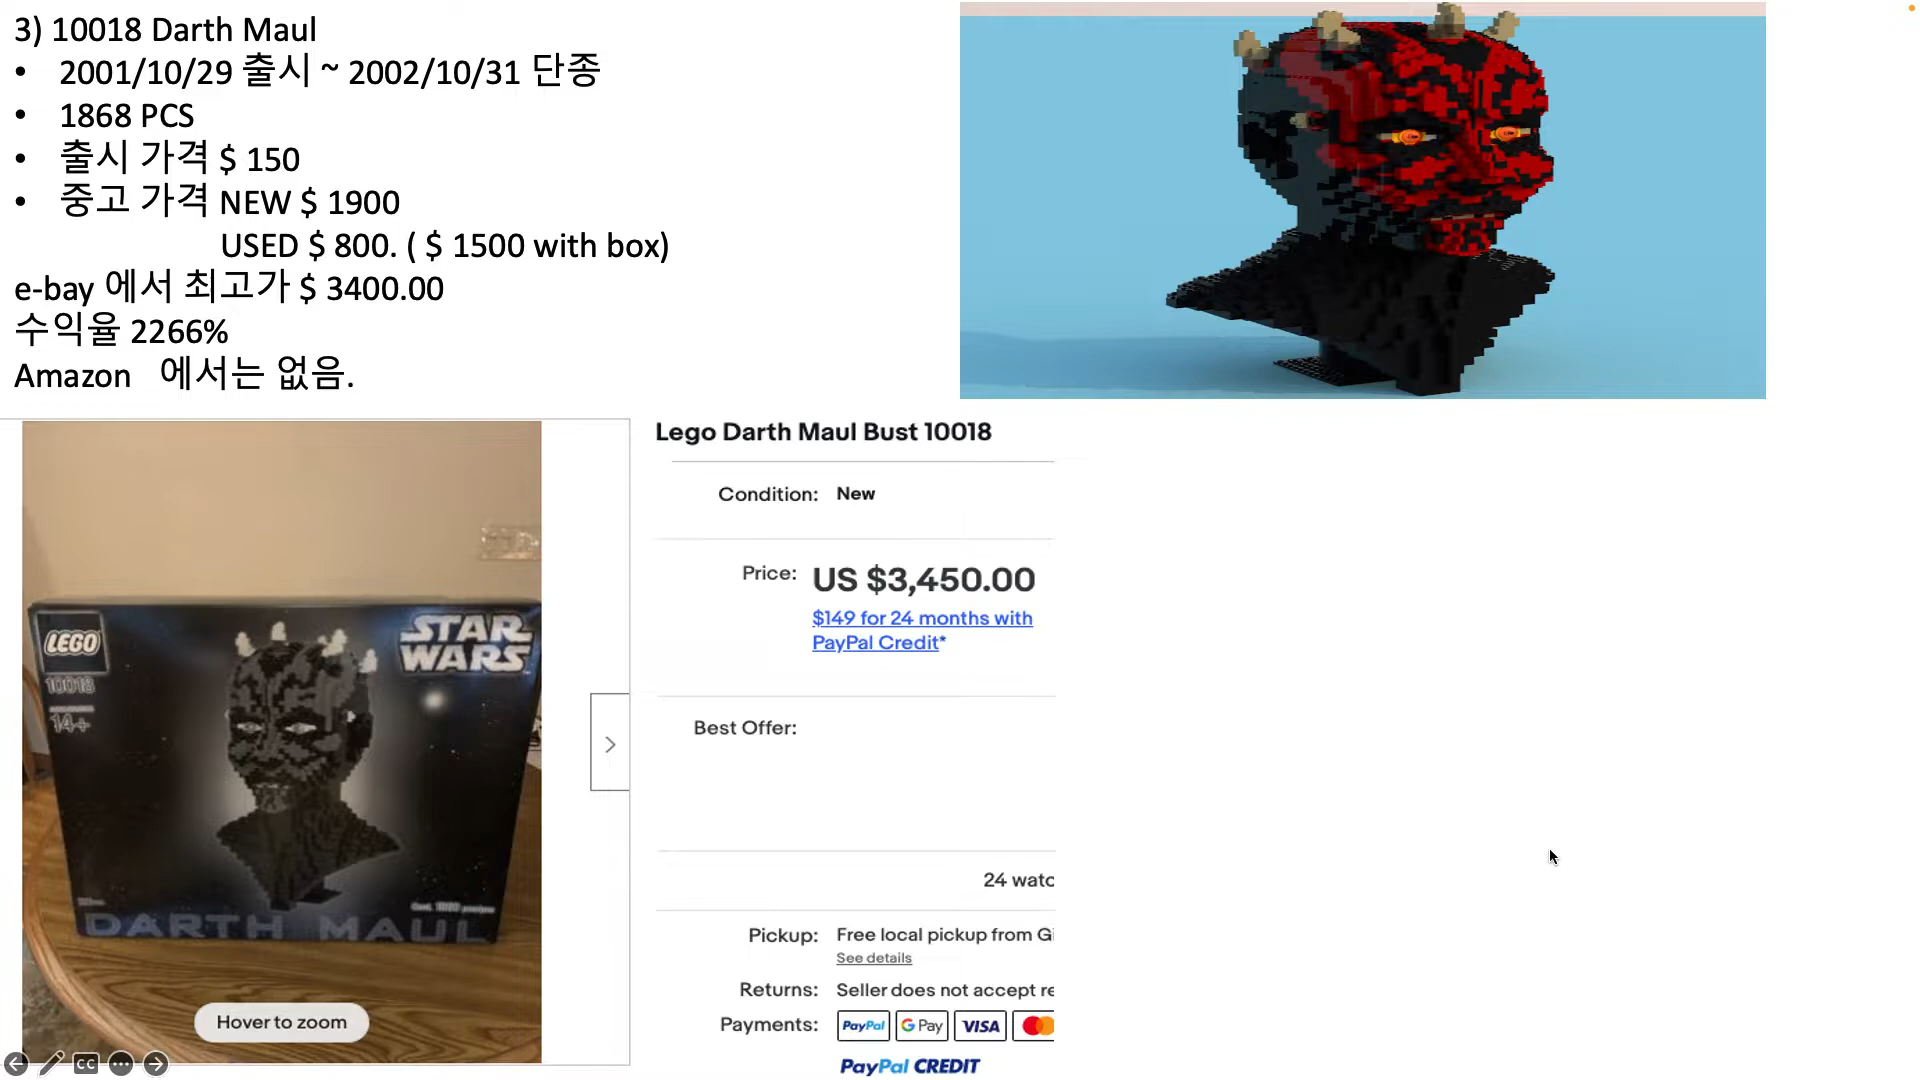 3) 10018 Darth Maul
• 2001/10/29 출시 ~ 2002/10/31 단종
• 1868 PCS
• 출시 가격 $ 150
• 중고 가격 NEW $ 1900
USED $ 800. ( $ 1500 with box)
e-bay 에서 최고가 $ 3400.00
수익율 2266%
Amazon 에서는 없음.
LEGO
10018
14+
STAR
WARS
DARTH MAUL
Hover to zoom
CC
Lego Darth Maul Bust 10018
Condition: New
Price: US $3,450.00
$149 for 24 months with
PayPal Credit*
Best Offer:
24 watc
Pickup: Free local pickup from Gi
See details
Returns: Seller does not accept re
Payments: PayPal G Pay VISA
PayPal CREDIT